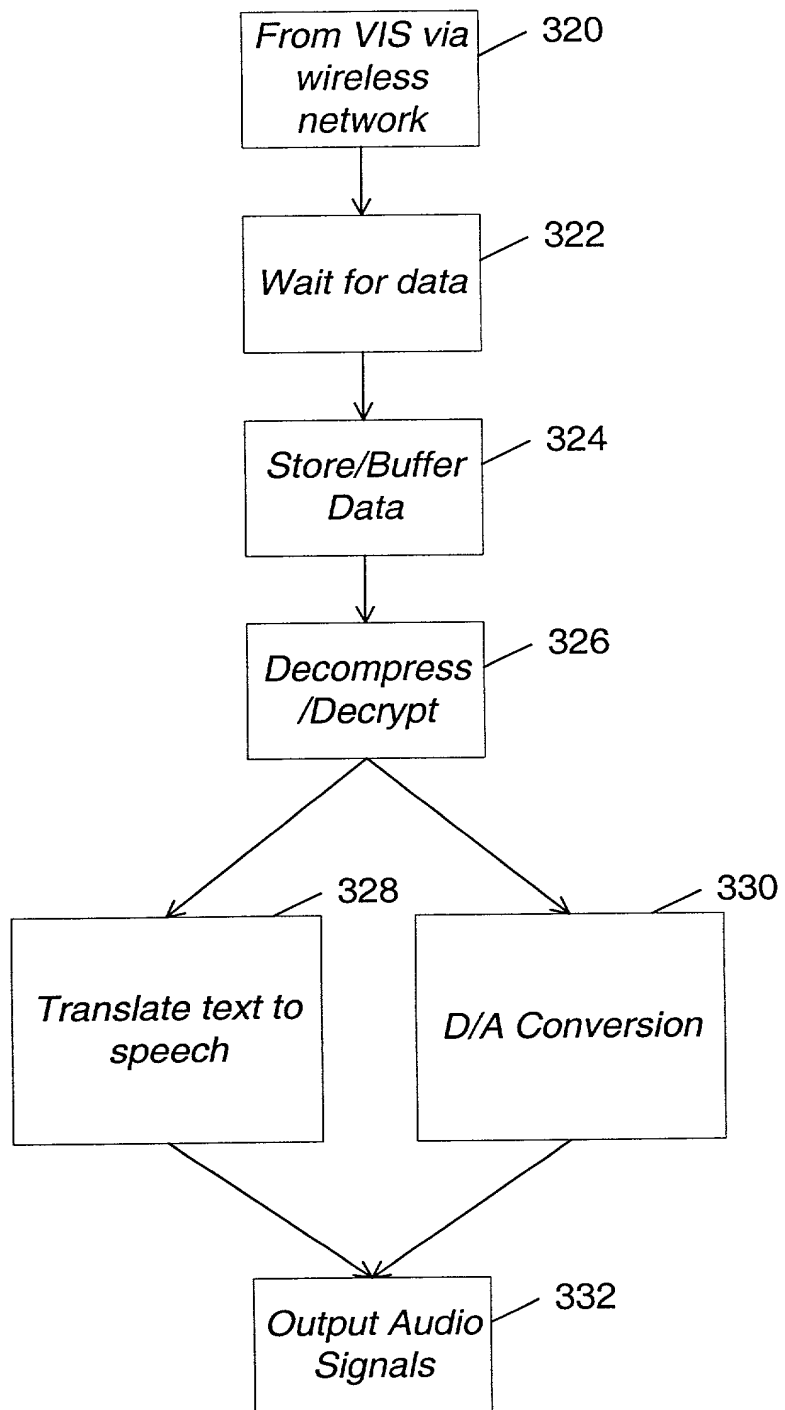 From VIS via
wireless
network
320
Wait for data
322
Store/Buffer
Data
324
Decompress
/Decrypt
326
Translate text to
speech
328
D/A Conversion
330
Output Audio
Signals
332